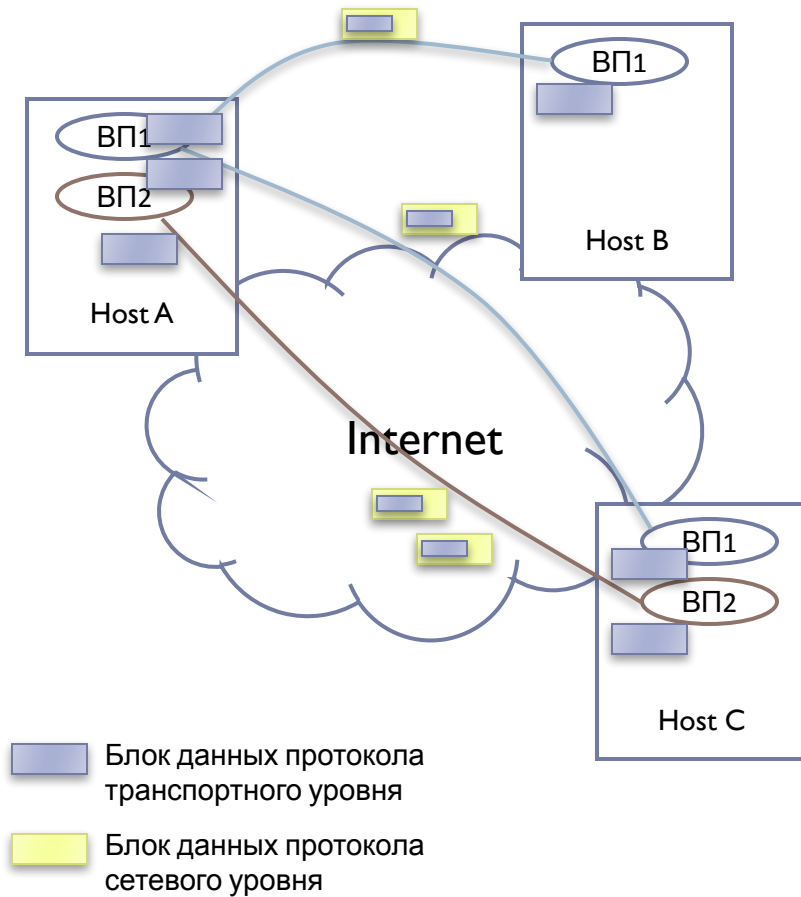 ВП1
ВП1
ВП2
Host B
Host A
Internet
ВП1
ВП2
Host C
Блок данных протокола
транспортного уровня
Блок данных протокола
сетевого уровня